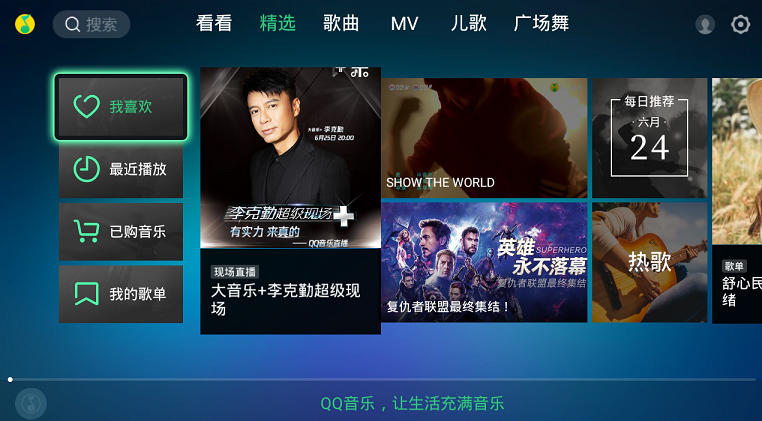 搜索
看看
精选
歌曲
MV
儿歌
广场舞
我喜欢
最近播放
已购音乐
我的歌单
大音乐+ 李克勤
6月25日 20:00
李克勤超级现场+
有实力 来真的
——QQ音乐直播
现场直播
大音乐+李克勤超级现
场
SHOW THE WORLD
英雄
SUPERHERO
永不落幕
复仇者联盟最终集结
复仇者联盟最终集结！
每日推荐
·六月·
24
热歌
歌单
舒心民
绪
QQ音乐，让生活充满音乐